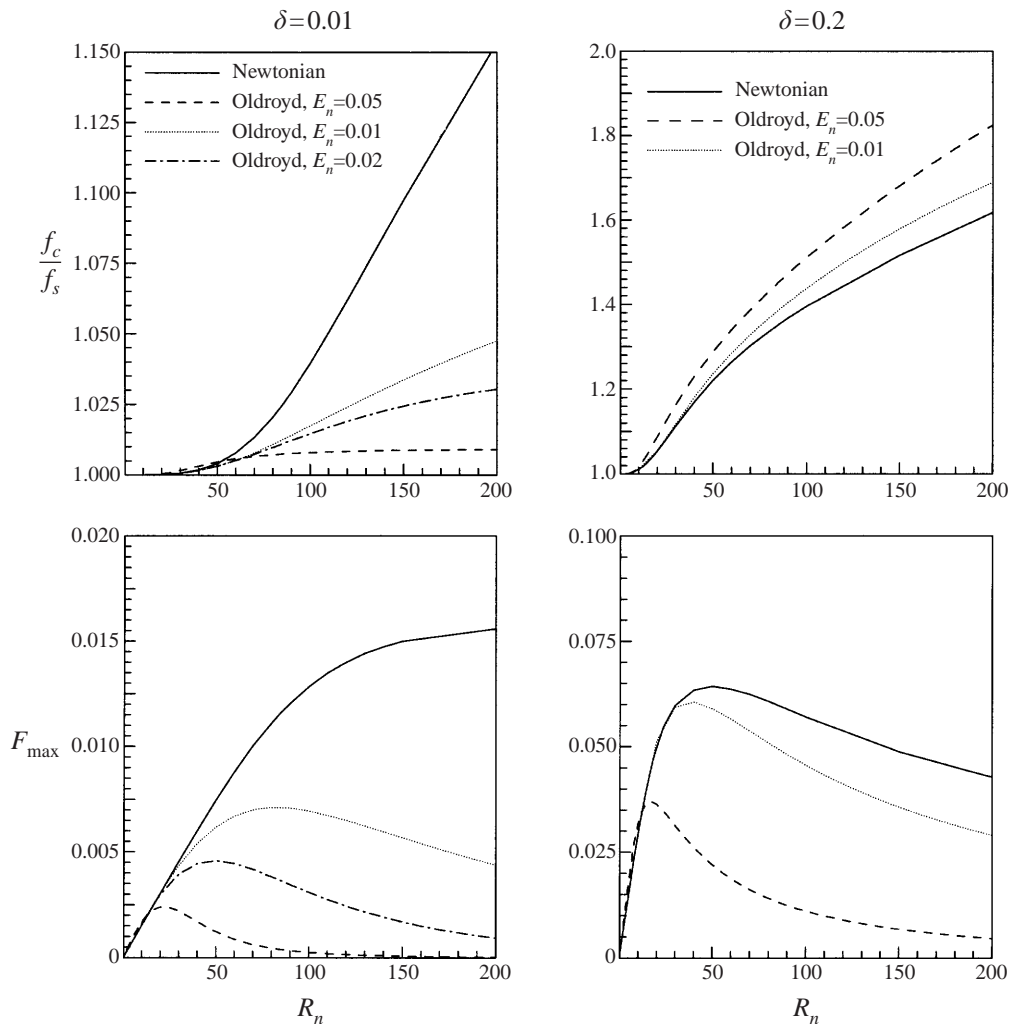 δ=0.01
δ=0.2
1.150
1.125
1.100
1.075
1.050
1.025
1.000
f_c
f_s
Newtonian
Oldroyd, E_n=0.05
Oldroyd, E_n=0.01
Oldroyd, E_n=0.02
50
100
150
200
2.0
1.8
1.6
1.4
1.2
1.0
Newtonian
Oldroyd, E_n=0.05
Oldroyd, E_n=0.01
50
100
150
200
0.020
0.015
0.010
0.005
0
F_max
50
100
150
200
R_n
0.100
0.075
0.050
0.025
0
50
100
150
200
R_n